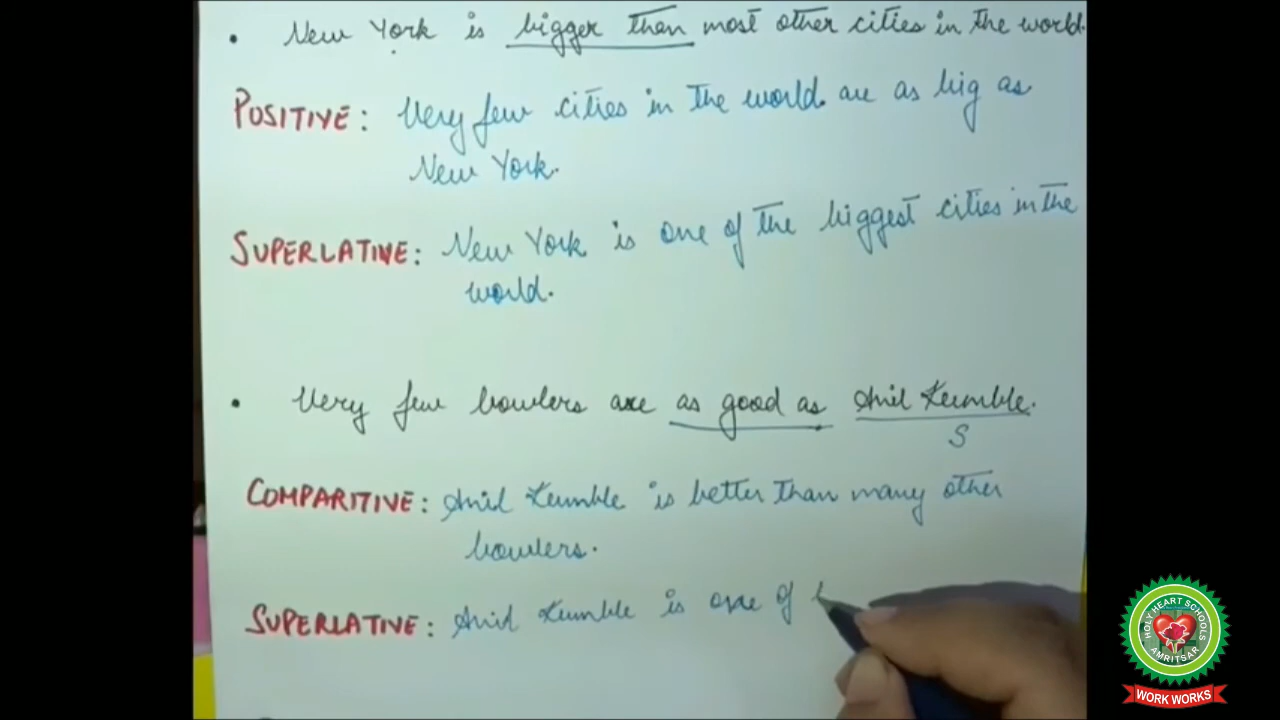 • New York is bigger than most other cities in the world.
POSITIVE: Very few cities in the world are as big as
New York.
SUPERLATIVE: New York is one of the biggest cities in the
world.
• Very few bowlers are as good as Anil Kumble.
S
COMPARITIVE: Anil Kumble is better than many other
bowlers.
SUPERLATIVE: Anil Kumble is one of t
HOLY HEART SCHOOLS
AMRITSAR
WORK WORKS